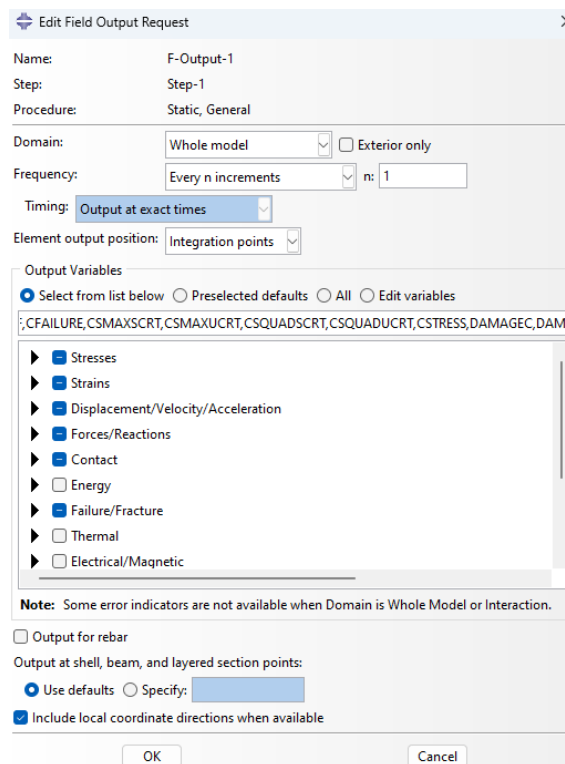 Edit Field Output Request
Name: F-Output-1
Step: Step-1
Procedure: Static, General
Domain: Whole model Exterior only
Frequency: Every n increments n: 1
Timing: Output at exact times
Element output position: Integration points
Output Variables
Select from list below Preselected defaults All Edit variables
,CFAILURE,CSMAXSCRT,CSMAXUCRT,CSQUADSCRT,CSQUADUCRT,CSTRESS,DAMAGEC,DAM
Stresses
Strains
Displacement/Velocity/Acceleration
Forces/Reactions
Contact
Energy
Failure/Fracture
Thermal
Electrical/Magnetic
Note: Some error indicators are not available when Domain is Whole Model or Interaction.
Output for rebar
Output at shell, beam, and layered section points:
Use defaults Specify:
Include local coordinate directions when available
OK Cancel